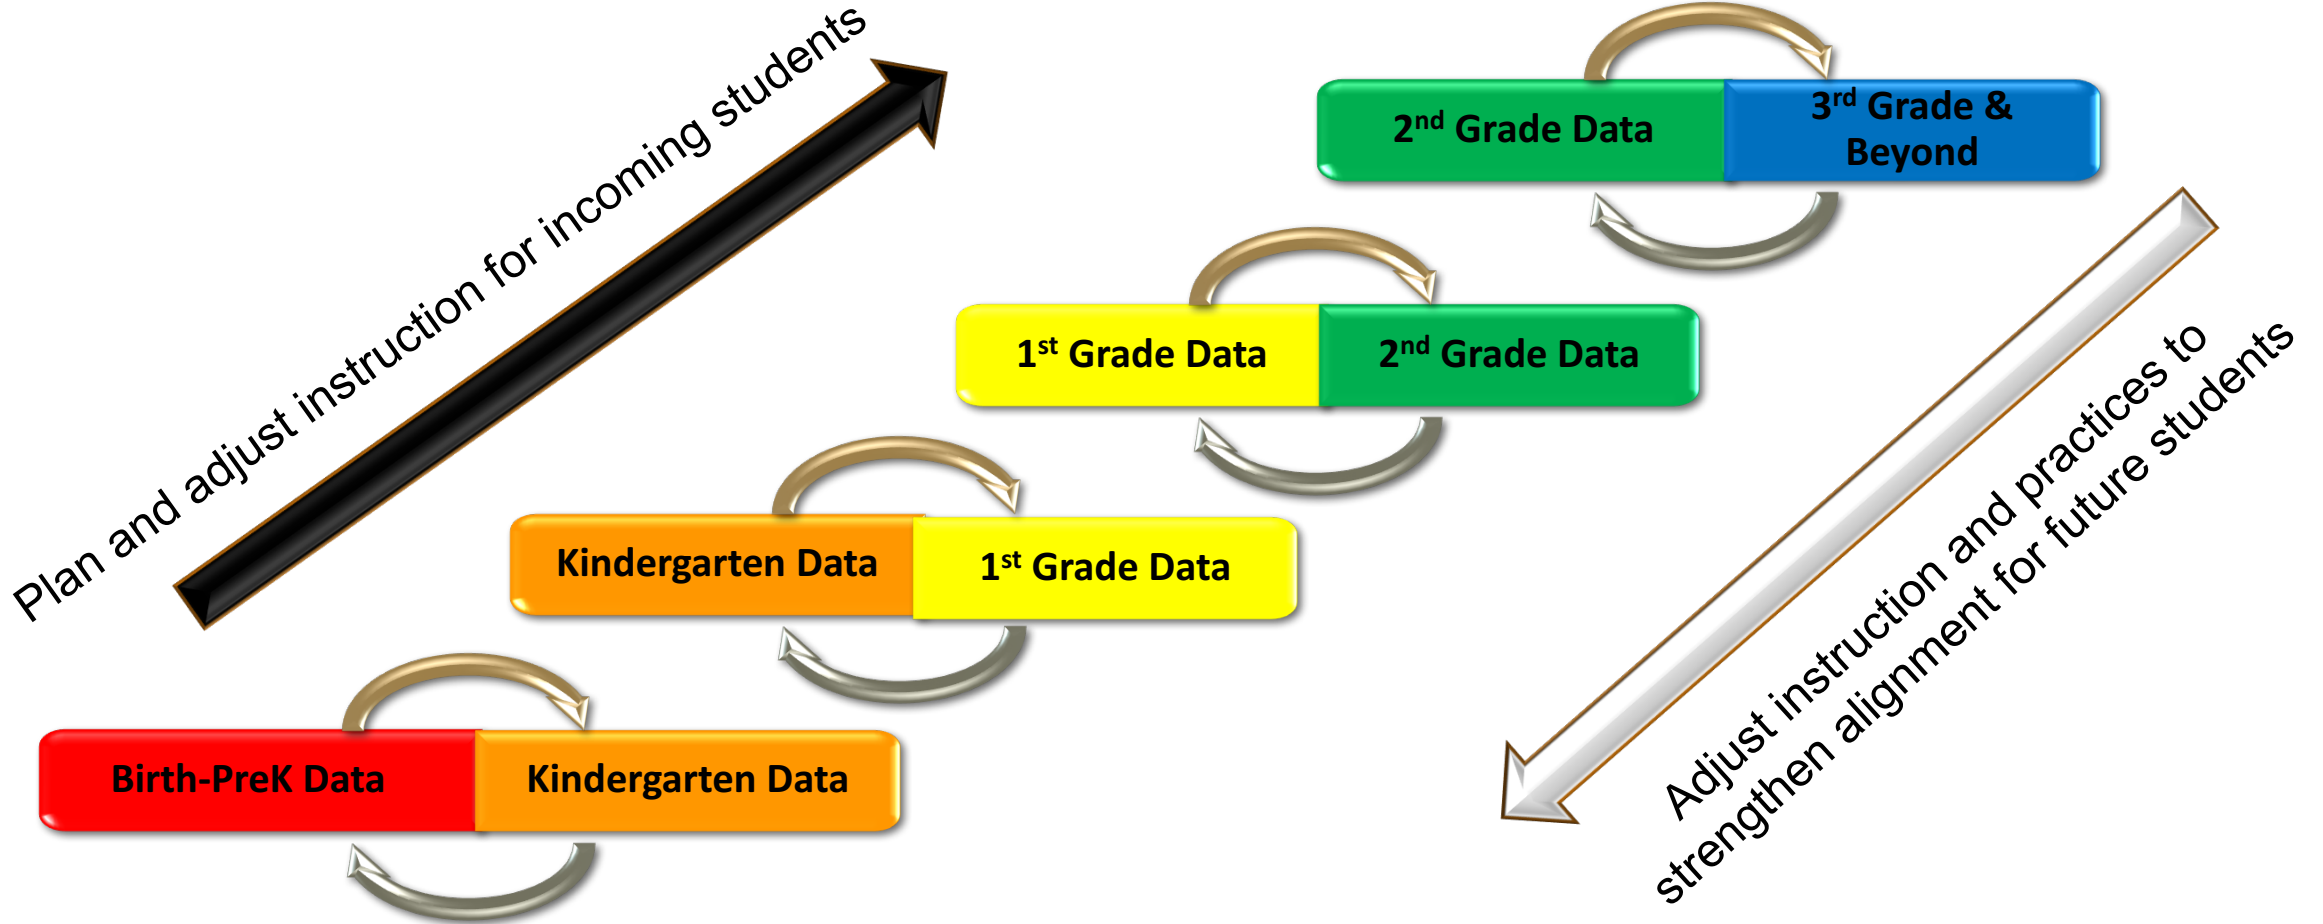 Plan and adjust instruction for incoming students
2nd Grade Data
3rd Grade &
Beyond
1st Grade Data
2nd Grade Data
Kindergarten Data
1st Grade Data
Birth-PreK Data
Kindergarten Data
Adjust instruction and practices to
strengthen alignment for future students